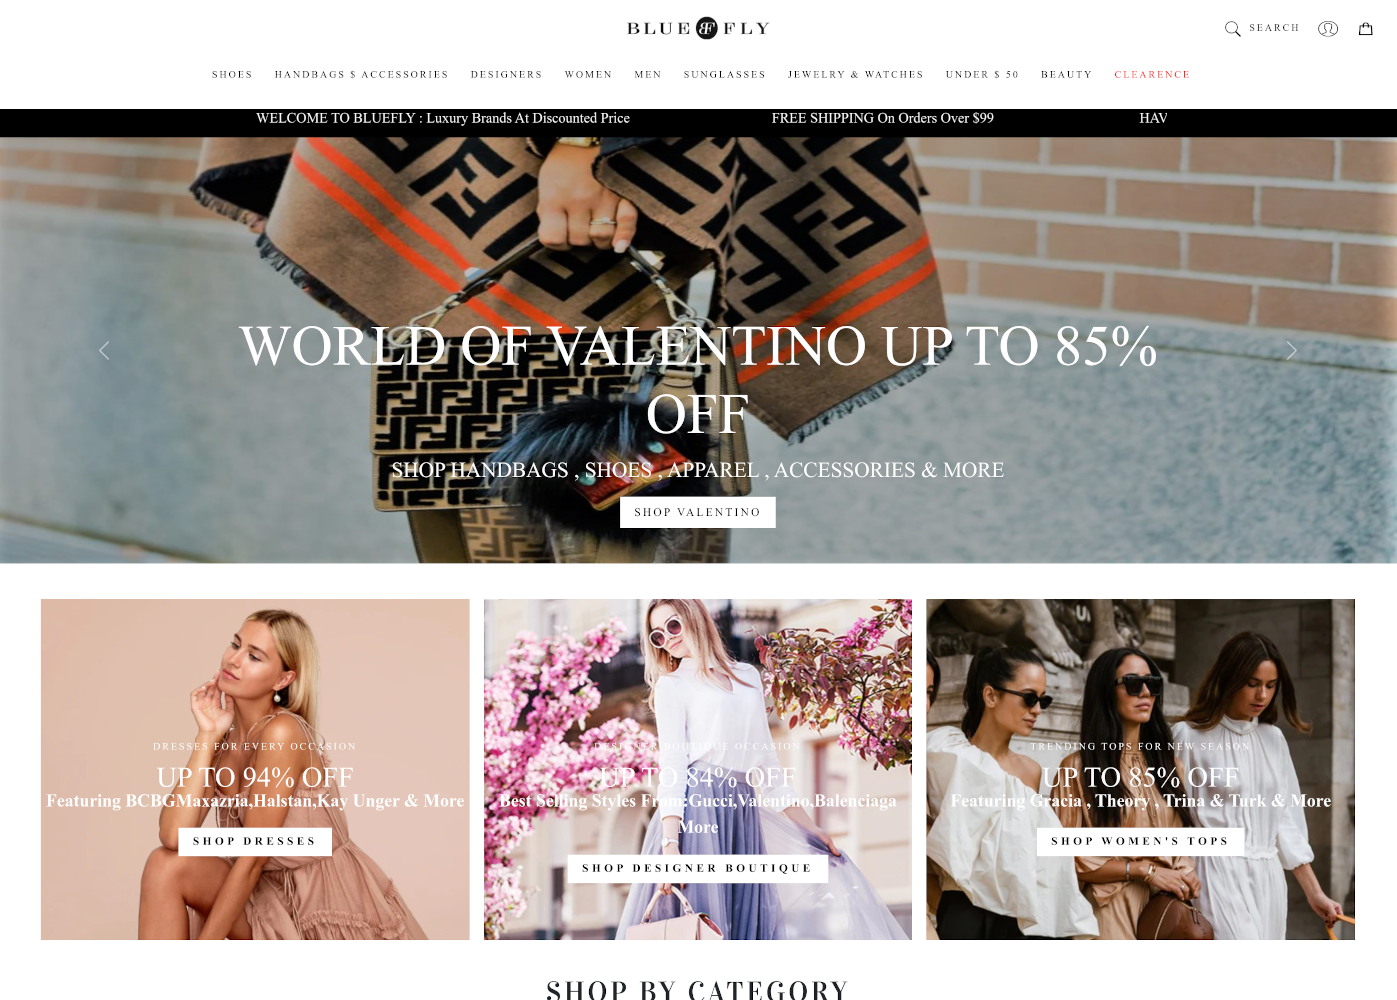 BLUE BF FLY
SEARCH
SHOES HANDBAGS $ ACCESSORIES DESIGNERS WOMEN MEN SUNGLASSES JEWELRY & WATCHES UNDER $ 50 BEAUTY CLEARENCE
WELCOME TO BLUEFLY : Luxury Brands At Discounted Price FREE SHIPPING On Orders Over $99 HAV
WORLD OF VALENTINO UP TO 85%
OFF
SHOP HANDBAGS , SHOES , APPAREL , ACCESSORIES & MORE
SHOP VALENTINO
DRESSES FOR EVERY OCCASION
UP TO 94% OFF
Featuring BCBGMaxazria,Halstan,Kay Unger & More
SHOP DRESSES
DESIGNER BOUTIQUE OCCASION
UP TO 84% OFF
Best Selling Styles From:Gucci,Valentino,Balenciaga
More
SHOP DESIGNER BOUTIQUE
TRENDING TOPS FOR NEW SEASON
UP TO 85% OFF
Featuring Gracia , Theory , Trina & Turk & More
SHOP WOMEN'S TOPS
SHOP BY CATEGORY